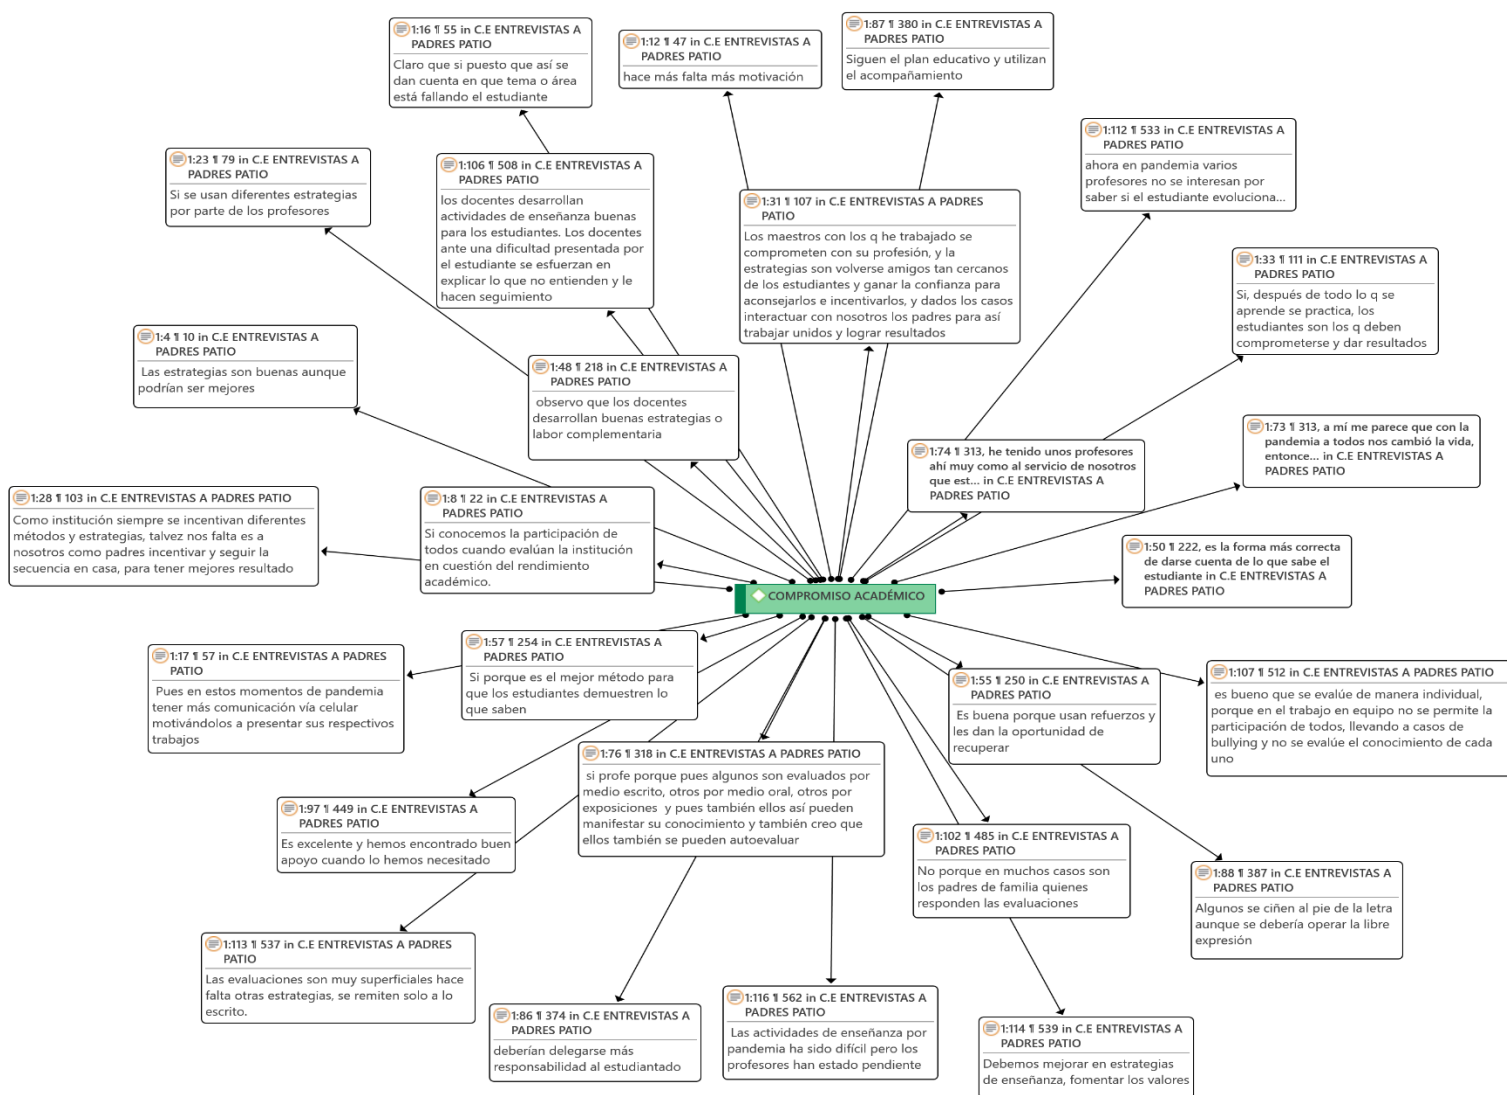 1:16 ¶ 55 in C.E ENTREVISTAS A
PADRES PATIO
Claro que si puesto que así se
dan cuenta en que tema o área
está fallando el estudiante
1:12 ¶ 47 in C.E ENTREVISTAS A
PADRES PATIO
hace más falta más motivación
1:87 ¶ 380 in C.E ENTREVISTAS A
PADRES PATIO
Siguen el plan educativo y utilizan
el acompañamiento
1:112 ¶ 533 in C.E ENTREVISTAS A
PADRES PATIO
ahora en pandemia varios
profesores no se interesan por
saber si el estudiante evoluciona...
1:23 ¶ 79 in C.E ENTREVISTAS A
PADRES PATIO
Si se usan diferentes estrategias
por parte de los profesores
1:106 ¶ 508 in C.E ENTREVISTAS A
PADRES PATIO
los docentes desarrollan
actividades de enseñanza buenas
para los estudiantes. Los docentes
ante una dificultad presentada por
el estudiante se esfuerzan en
explicar lo que no entienden y le
hacen seguimiento
1:31 ¶ 107 in C.E ENTREVISTAS A PADRES
PATIO
Los maestros con los q he trabajado se
comprometen con su profesión, y la
estrategias son volverse amigos tan cercanos
de los estudiantes y ganar la confianza para
aconsejarlos e incentivarlos, y dados los casos
interactuar con nosotros los padres para así
trabajar unidos y lograr resultados
1:33 ¶ 111 in C.E ENTREVISTAS A
PADRES PATIO
Si, después de todo lo q se
aprende se practica, los
estudiantes son los q deben
comprometerse y dar resultados
1:4 ¶ 10 in C.E ENTREVISTAS A
PADRES PATIO
Las estrategias son buenas aunque
podrían ser mejores
1:48 ¶ 218 in C.E ENTREVISTAS A
PADRES PATIO
observo que los docentes
desarrollan buenas estrategias o
labor complementaria
1:74 ¶ 313, he tenido unos profesores
ahí muy como al servicio de nosotros
que est... in C.E ENTREVISTAS A
PADRES PATIO
1:73 ¶ 313, a mí me parece que con la
pandemia a todos nos cambió la vida,
entonce... in C.E ENTREVISTAS A
PADRES PATIO
1:28 ¶ 103 in C.E ENTREVISTAS A PADRES PATIO
Como institución siempre se incentivan diferentes
métodos y estrategias, talvez nos falta es a
nosotros como padres incentivar y seguir la
secuencia en casa, para tener mejores resultado
1:8 ¶ 22 in C.E ENTREVISTAS A
PADRES PATIO
Si conocemos la participación de
todos cuando evalúan la institución
en cuestión del rendimiento
académico.
1:50 ¶ 222, es la forma más correcta
de darse cuenta de lo que sabe el
estudiante in C.E ENTREVISTAS A
PADRES PATIO
COMPROMISO ACADÉMICO
1:17 ¶ 57 in C.E ENTREVISTAS A PADRES
PATIO
Pues en estos momentos de pandemia
tener más comunicación vía celular
motivándolos a presentar sus respectivos
trabajos
1:57 ¶ 254 in C.E ENTREVISTAS A
PADRES PATIO
Si porque es el mejor método para
que los estudiantes demuestren lo
que saben
1:55 ¶ 250 in C.E ENTREVISTAS A
PADRES PATIO
Es buena porque usan refuerzos y
les dan la oportunidad de
recuperar
1:107 ¶ 512 in C.E ENTREVISTAS A PADRES PATIO
es bueno que se evalúe de manera individual,
porque en el trabajo en equipo no se permite la
participación de todos, llevando a casos de
bullying y no se evalúe el conocimiento de cada
uno
1:76 ¶ 318 in C.E ENTREVISTAS A PADRES PATIO
si profe porque pues algunos son evaluados por
medio escrito, otros por medio oral, otros por
exposiciones y pues también ellos así pueden
manifestar su conocimiento y también creo que
ellos también se pueden autoevaluar
1:97 ¶ 449 in C.E ENTREVISTAS A
PADRES PATIO
Es excelente y hemos encontrado buen
apoyo cuando lo hemos necesitado
1:102 ¶ 485 in C.E ENTREVISTAS A
PADRES PATIO
No porque en muchos casos son
los padres de familia quienes
responden las evaluaciones
1:88 ¶ 387 in C.E ENTREVISTAS A
PADRES PATIO
Algunos se ciñen al pie de la letra
aunque se debería operar la libre
expresión
1:113 ¶ 537 in C.E ENTREVISTAS A PADRES
PATIO
Las evaluaciones son muy superficiales hace
falta otras estrategias, se remiten solo a lo
escrito.
1:86 ¶ 374 in C.E ENTREVISTAS A
PADRES PATIO
deberían delegarse más
responsabilidad al estudiantado
1:116 ¶ 562 in C.E ENTREVISTAS A
PADRES PATIO
Las actividades de enseñanza por
pandemia ha sido difícil pero los
profesores han estado pendiente
1:114 ¶ 539 in C.E ENTREVISTAS A
PADRES PATIO
Debemos mejorar en estrategias
de enseñanza, fomentar los valores